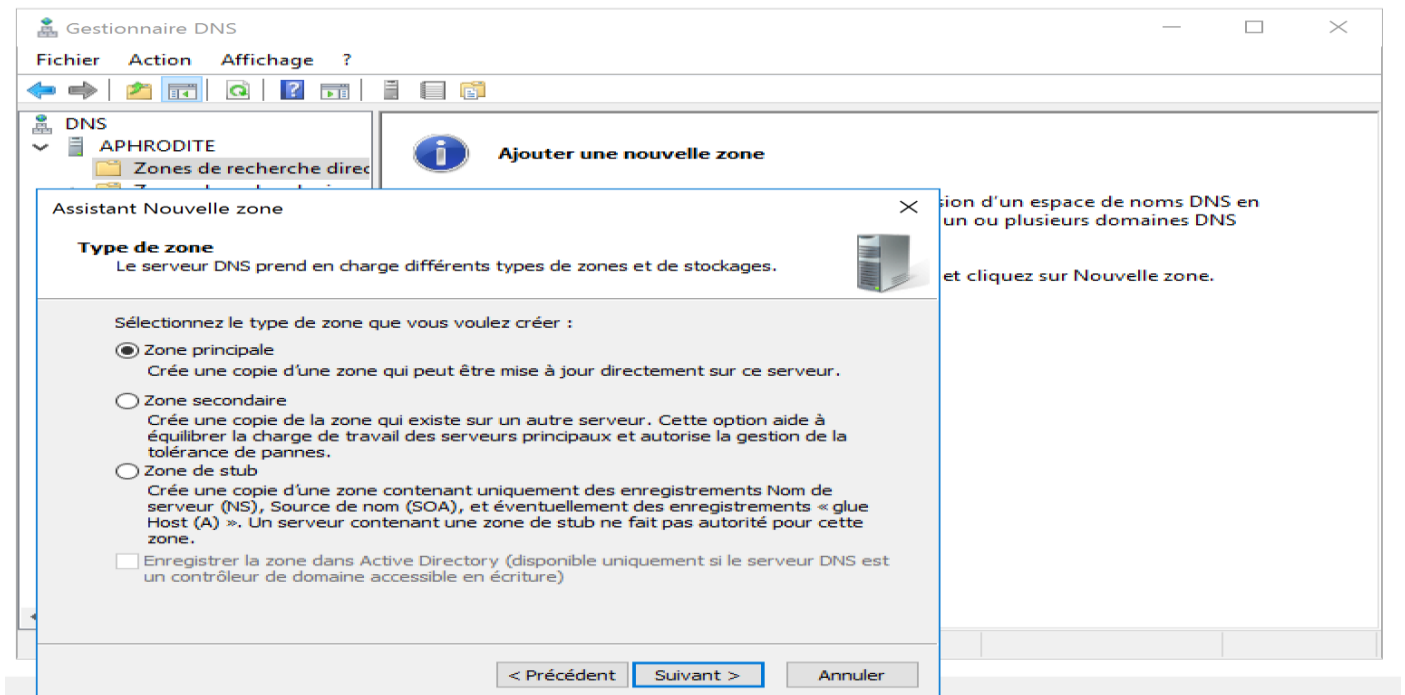 Gestionnaire DNS
Fichier Action Affichage ?
DNS
APHRODITE
Zones de recherche direc
Ajouter une nouvelle zone
sion d'un espace de noms DNS en
un ou plusieurs domaines DNS
et cliquez sur Nouvelle zone.
Assistant Nouvelle zone
Type de zone
Le serveur DNS prend en charge différents types de zones et de stockages.
Sélectionnez le type de zone que vous voulez créer :
Zone principale
Crée une copie d'une zone qui peut être mise à jour directement sur ce serveur.
Zone secondaire
Crée une copie de la zone qui existe sur un autre serveur. Cette option aide à
équilibrer la charge de travail des serveurs principaux et autorise la gestion de la
tolérance de pannes.
Zone de stub
Crée une copie d'une zone contenant uniquement des enregistrements Nom de
serveur (NS), Source de nom (SOA), et éventuellement des enregistrements « glue
Host (A) ». Un serveur contenant une zone de stub ne fait pas autorité pour cette
zone.
Enregistrer la zone dans Active Directory (disponible uniquement si le serveur DNS est
un contrôleur de domaine accessible en écriture)
< Précédent Suivant > Annuler